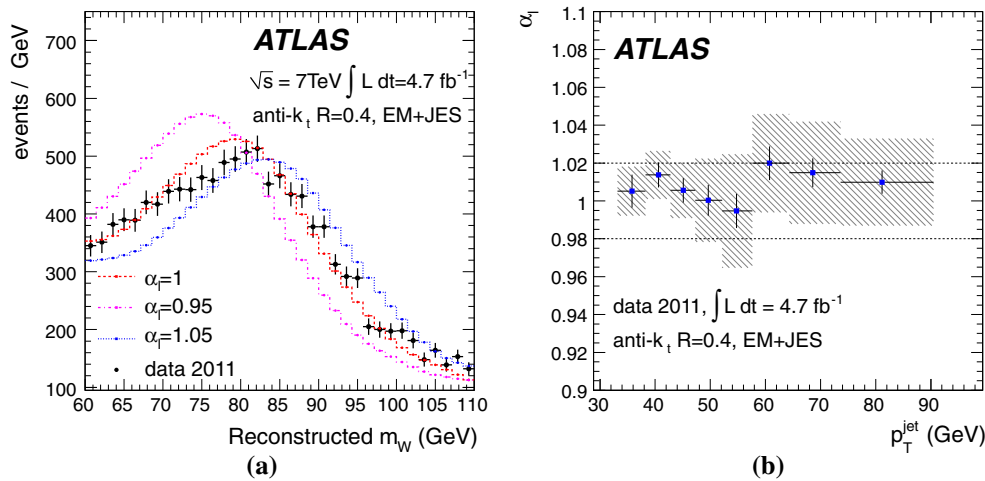 events / GeV
700
600
500
400
300
200
100
ATLAS
√s = 7TeV ∫ L dt=4.7 fb⁻¹
anti-k t R=0.4, EM+JES
α_l=1
α_l=0.95
α_l=1.05
data 2011
60 65 70 75 80 85 90 95 100 105 110
Reconstructed m_W (GeV)
(a)
α_l
1.1
1.08
1.06
1.04
1.02
1
0.98
0.96
0.94
0.92
0.9
ATLAS
data 2011, ∫ L dt = 4.7 fb⁻¹
anti-k t R=0.4, EM+JES
30 40 50 60 70 80 90
p_T^jet (GeV)
(b)